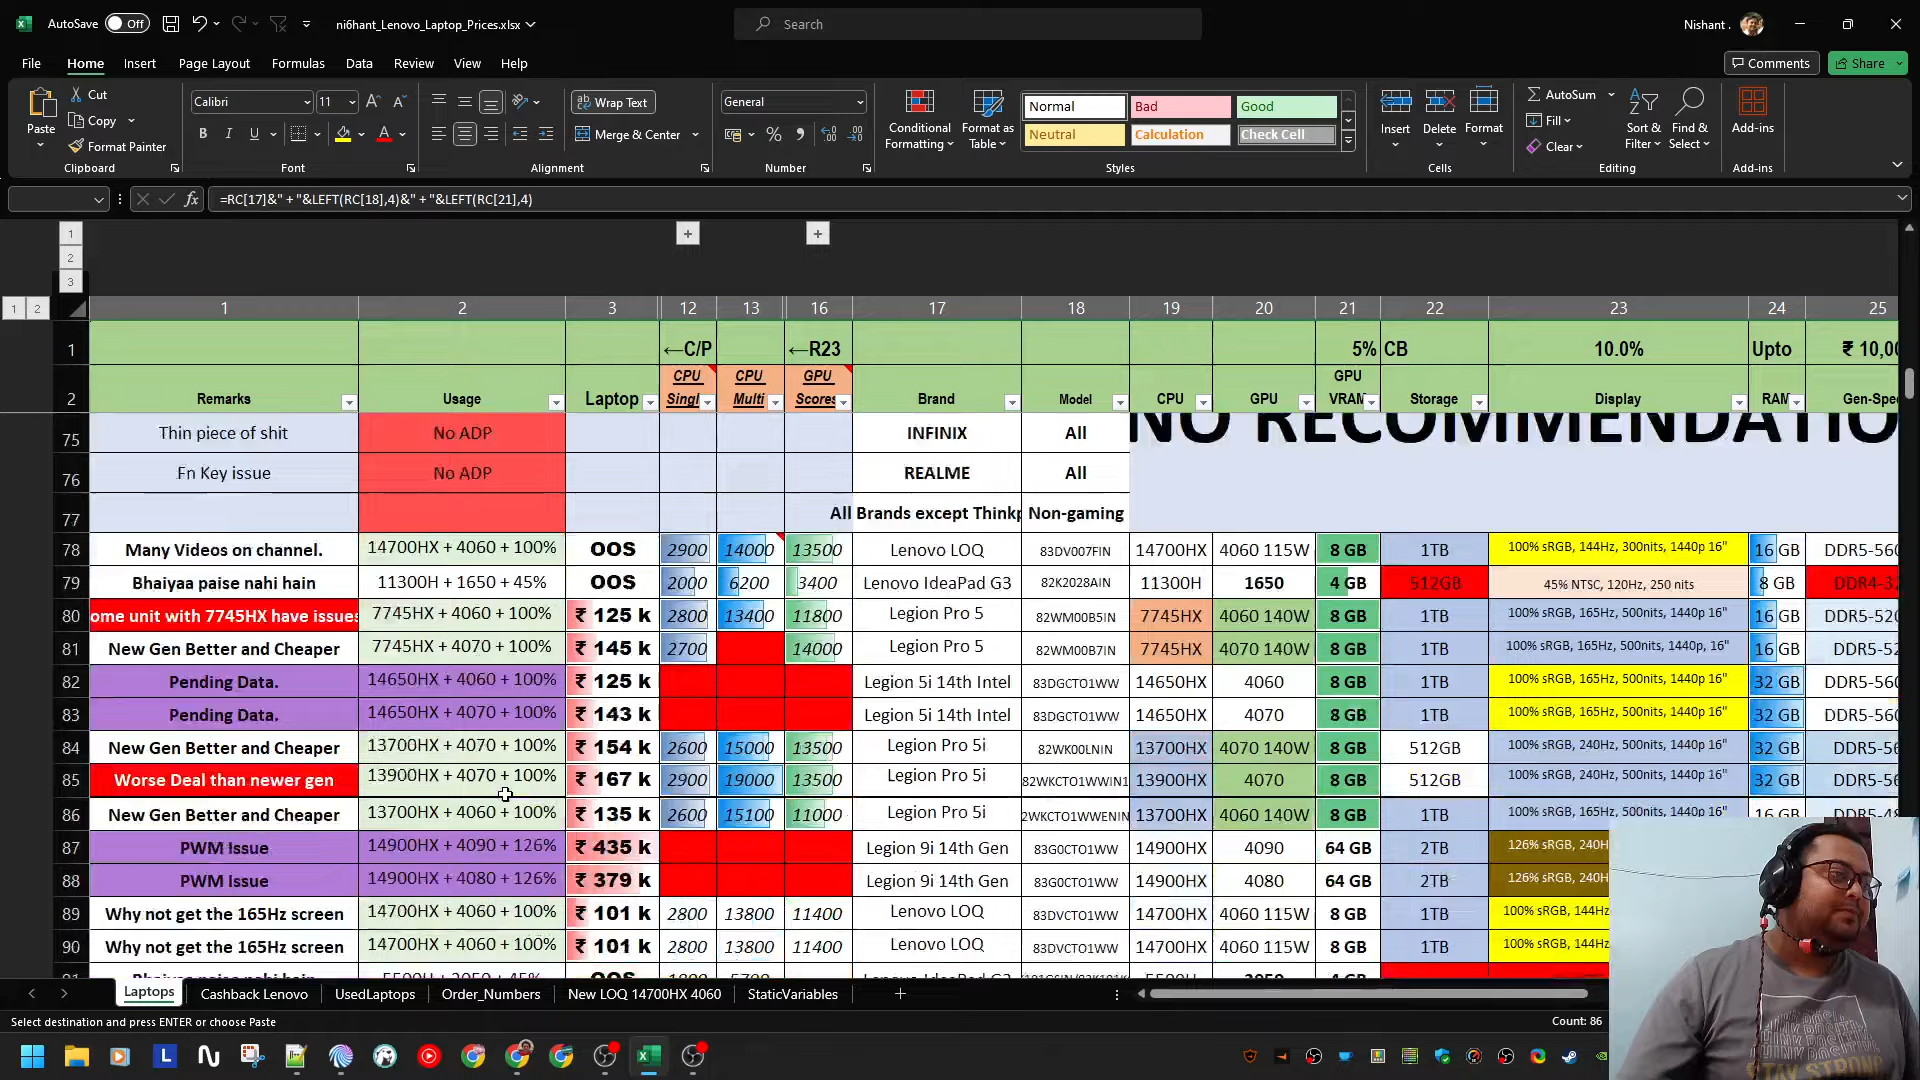 AutoSave Off ni6hant_Lenovo_Laptop_Prices.xlsx Search Nishant .
File Home Insert Page Layout Formulas Data Review View Help Comments Share
Paste Cut Copy Format Painter Clipboard
Calibri 11 B I U A Font
Wrap Text Merge & Center Alignment
General % Number
Conditional Formatting Format as Table
Normal Bad Good
Neutral Calculation Check Cell
Styles
Insert Delete Format Cells
AutoSum Fill Clear Sort & Filter Find & Select Editing
Add-ins Add-ins
fx =RC[17]&" + "&LEFT(RC[18],4)&" + "&LEFT(RC[21],4)
1
2
3
1 2
1 2 3 12 13 16 17 18 19 20 21 22 23 24 25
1 ←C/P ←R23 5% CB 10.0% Upto ₹ 10,00
2 Remarks Usage Laptop CPU Singl CPU Multi GPU Scores Brand Model CPU GPU GPU VRAM Storage Display RAM Gen-Spe
75 Thin piece of shit No ADP INFINIX All NO RECOMMENDATIO
76 Fn Key issue No ADP REALME All
77 All Brands except Thinkp Non-gaming
78 Many Videos on channel. 14700HX + 4060 + 100% OOS 2900 14000 13500 Lenovo LOQ 83DV007FIN 14700HX 4060 115W 8 GB 1TB 100% sRGB, 144Hz, 300nits, 1440p 16" 16 GB DDR5-560
79 Bhaiyaa paise nahi hain 11300H + 1650 + 45% OOS 2000 6200 3400 Lenovo IdeaPad G3 82K2028AIN 11300H 1650 4 GB 512GB 45% NTSC, 120Hz, 250 nits 8 GB DDR4-32
80 ome unit with 7745HX have issues 7745HX + 4060 + 100% ₹ 125 k 2800 13400 11800 Legion Pro 5 82WM00B5IN 7745HX 4060 140W 8 GB 1TB 100% sRGB, 165Hz, 500nits, 1440p 16" 16 GB DDR5-520
81 New Gen Better and Cheaper 7745HX + 4070 + 100% ₹ 145 k 2700 14000 Legion Pro 5 82WM00B7IN 7745HX 4070 140W 8 GB 1TB 100% sRGB, 165Hz, 500nits, 1440p, 16" 16 GB DDR5-52
82 Pending Data. 14650HX + 4060 + 100% ₹ 125 k Legion 5i 14th Intel 83DGCTO1WW 14650HX 4060 8 GB 1TB 100% sRGB, 165Hz, 500nits, 1440p 16" 32 GB DDR5-560
83 Pending Data. 14650HX + 4070 + 100% ₹ 143 k Legion 5i 14th Intel 83DGCTO1WW 14650HX 4070 8 GB 1TB 100% sRGB, 165Hz, 500nits, 1440p 16" 32 GB DDR5-560
84 New Gen Better and Cheaper 13700HX + 4070 + 100% ₹ 154 k 2600 15000 13500 Legion Pro 5i 82WK00LNIN 13700HX 4070 140W 8 GB 512GB 100% sRGB, 240Hz, 500nits, 1440p 16" 32 GB DDR5-560
85 Worse Deal than newer gen 13900HX + 4070 + 100% ₹ 167 k 2900 19000 13500 Legion Pro 5i 82WKCTO1WWIN1 13900HX 4070 8 GB 512GB 100% sRGB, 240Hz, 500nits, 1440p 16" 32 GB DDR5-560
86 New Gen Better and Cheaper 13700HX + 4060 + 100% ₹ 135 k 2600 15100 11000 Legion Pro 5i 2WKCTO1WWENIN 13700HX 4060 140W 8 GB 1TB 100% sRGB, 165Hz, 500nits, 1440p 16" 16 GB DDR5-48
87 PWM Issue 14900HX + 4090 + 126% ₹ 435 k Legion 9i 14th Gen 83G0CTO1WW 14900HX 4090 64 GB 2TB 126% sRGB, 240H
88 PWM Issue 14900HX + 4080 + 126% ₹ 379 k Legion 9i 14th Gen 83G0CTO1WW 14900HX 4080 64 GB 2TB 126% sRGB, 240H
89 Why not get the 165Hz screen 14700HX + 4060 + 100% ₹ 101 k 2800 13800 11400 Lenovo LOQ 83DVCTO1WW 14700HX 4060 115W 8 GB 1TB 100% sRGB, 144Hz
90 Why not get the 165Hz screen 14700HX + 4060 + 100% ₹ 101 k 2800 13800 11400 Lenovo LOQ 83DVCTO1WW 14700HX 4060 115W 8 GB 1TB 100% sRGB, 144Hz
Laptops Cashback Lenovo UsedLaptops Order_Numbers New LOQ 14700HX 4060 StaticVariables
Select destination and press ENTER or choose Paste Count: 86
THINK POSITIVE
STAY STRONG